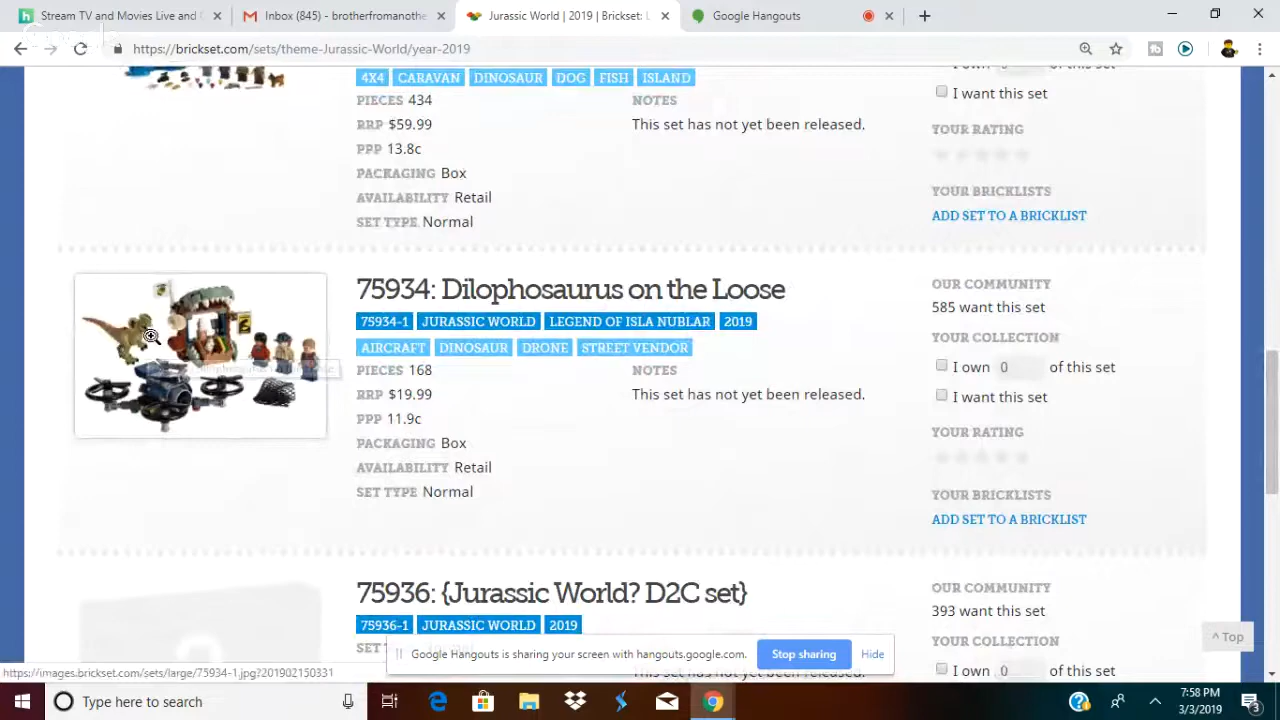 Stream TV and Movies Live and
Inbox (845) - brotherfromanothe
Jurassic World | 2019 | Brickset: L
Google Hangouts
https://brickset.com/sets/theme-Jurassic-World/year-2019
4X4 CARAVAN DINOSAUR DOG FISH ISLAND
PIECES 434
RRP $59.99
PPP 13.8c
PACKAGING Box
AVAILABILITY Retail
SET TYPE Normal
NOTES
This set has not yet been released.
of this set
I want this set
YOUR RATING
YOUR BRICKLISTS
ADD SET TO A BRICKLIST
75934: Dilophosaurus on the Loose
75934-1 JURASSIC WORLD LEGEND OF ISLA NUBLAR 2019
AIRCRAFT DINOSAUR DRONE STREET VENDOR
PIECES 168
RRP $19.99
PPP 11.9c
PACKAGING Box
AVAILABILITY Retail
SET TYPE Normal
NOTES
This set has not yet been released.
OUR COMMUNITY
585 want this set
YOUR COLLECTION
I own 0 of this set
I want this set
YOUR RATING
YOUR BRICKLISTS
ADD SET TO A BRICKLIST
75936: {Jurassic World? D2C set}
75936-1 JURASSIC WORLD 2019
SET
OUR COMMUNITY
393 want this set
YOUR COLLECTION
I own 0 of this set
^ Top
Google Hangouts is sharing your screen with hangouts.google.com.
Stop sharing
Hide
https://images.brickset.com/sets/large/75934-1.jpg?201902150331
Type here to search
7:58 PM
3/3/2019
3